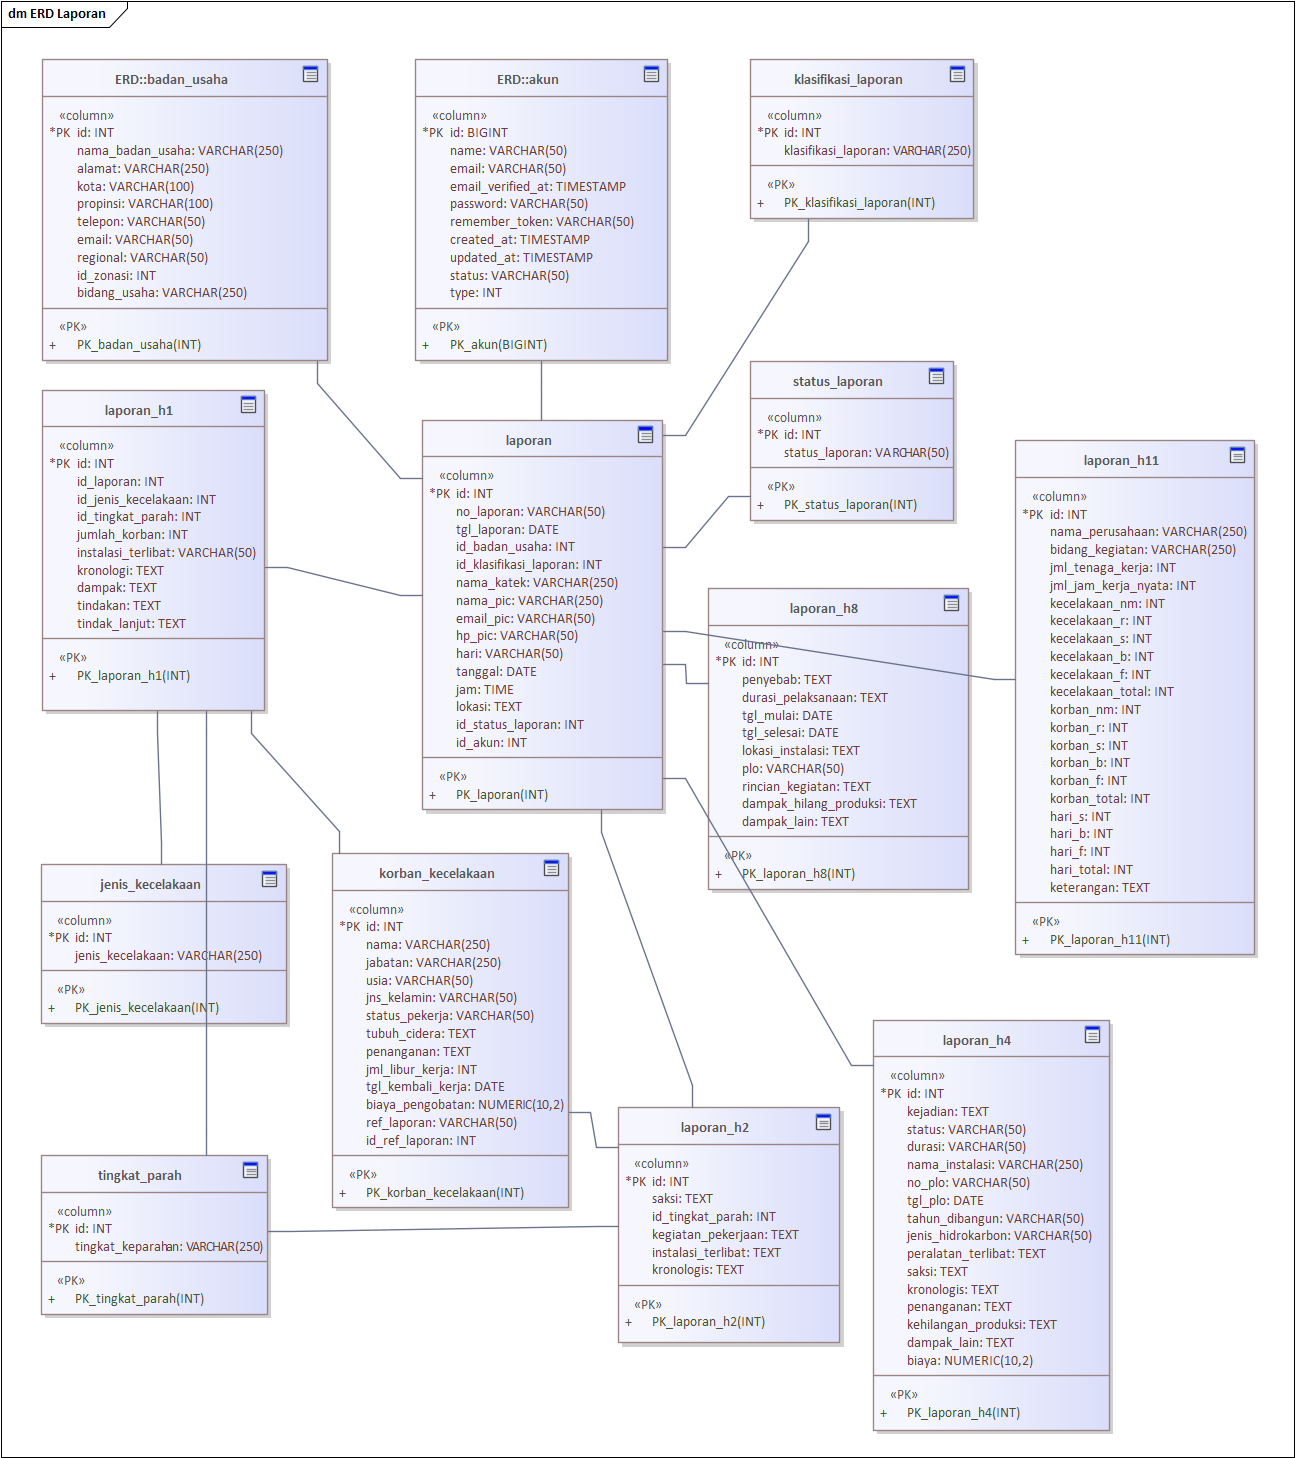 dm ERD Laporan
ERD::badan_usaha
«column»
*PK id: INT
nama_badan_usaha: VARCHAR(250)
alamat: VARCHAR(250)
kota: VARCHAR(100)
propinsi: VARCHAR(100)
telepon: VARCHAR(50)
email: VARCHAR(50)
regional: VARCHAR(50)
id_zonasi: INT
bidang_usaha: VARCHAR(250)
«PK»
+ PK_badan_usaha(INT)
ERD::akun
«column»
*PK id: BIGINT
name: VARCHAR(50)
email: VARCHAR(50)
email_verified_at: TIMESTAMP
password: VARCHAR(50)
remember_token: VARCHAR(50)
created_at: TIMESTAMP
updated_at: TIMESTAMP
status: VARCHAR(50)
type: INT
«PK»
+ PK_akun(BIGINT)
klasifikasi_laporan
«column»
*PK id: INT
klasifikasi_laporan: VARCHAR(250)
«PK»
+ PK_klasifikasi_laporan(INT)
status_laporan
«column»
*PK id: INT
status_laporan: VARCHAR(50)
«PK»
+ PK_status_laporan(INT)
laporan_h1
«column»
*PK id: INT
id_laporan: INT
id_jenis_kecelakaan: INT
id_tingkat_parah: INT
jumlah_korban: INT
instalasi_terlibat: VARCHAR(50)
kronologi: TEXT
dampak: TEXT
tindakan: TEXT
tindak_lanjut: TEXT
«PK»
+ PK_laporan_h1(INT)
laporan
«column»
*PK id: INT
no_laporan: VARCHAR(50)
tgl_laporan: DATE
id_badan_usaha: INT
id_klasifikasi_laporan: INT
nama_katek: VARCHAR(250)
nama_pic: VARCHAR(250)
email_pic: VARCHAR(50)
hp_pic: VARCHAR(50)
hari: VARCHAR(50)
tanggal: DATE
jam: TIME
lokasi: TEXT
id_status_laporan: INT
id_akun: INT
«PK»
+ PK_laporan(INT)
laporan_h11
«column»
*PK id: INT
nama_perusahaan: VARCHAR(250)
bidang_kegiatan: VARCHAR(250)
jml_tenaga_kerja: INT
jml_jam_kerja_nyata: INT
kecelakaan_nm: INT
kecelakaan_r: INT
kecelakaan_s: INT
kecelakaan_b: INT
kecelakaan_f: INT
kecelakaan_total: INT
korban_nm: INT
korban_r: INT
korban_s: INT
korban_b: INT
korban_f: INT
korban_total: INT
hari_s: INT
hari_b: INT
hari_f: INT
hari_total: INT
keterangan: TEXT
«PK»
+ PK_laporan_h11(INT)
laporan_h8
«column»
*PK id: INT
penyebab: TEXT
durasi_pelaksanaan: TEXT
tgl_mulai: DATE
tgl_selesai: DATE
lokasi_instalasi: TEXT
plo: VARCHAR(50)
rincian_kegiatan: TEXT
dampak_hilang_produksi: TEXT
dampak_lain: TEXT
«PK»
+ PK_laporan_h8(INT)
jenis_kecelakaan
«column»
*PK id: INT
jenis_kecelakaan: VARCHAR(250)
«PK»
+ PK_jenis_kecelakaan(INT)
korban_kecelakaan
«column»
*PK id: INT
nama: VARCHAR(250)
jabatan: VARCHAR(250)
usia: VARCHAR(50)
jns_kelamin: VARCHAR(50)
status_pekerja: VARCHAR(50)
tubuh_cidera: TEXT
penanganan: TEXT
jml_libur_kerja: INT
tgl_kembali_kerja: DATE
biaya_pengobatan: NUMERIC(10,2)
ref_laporan: VARCHAR(50)
id_ref_laporan: INT
«PK»
+ PK_korban_kecelakaan(INT)
tingkat_parah
«column»
*PK id: INT
tingkat_keparahan: VARCHAR(250)
«PK»
+ PK_tingkat_parah(INT)
laporan_h2
«column»
*PK id: INT
saksi: TEXT
id_tingkat_parah: INT
kegiatan_pekerjaan: TEXT
instalasi_terlibat: TEXT
kronologis: TEXT
«PK»
+ PK_laporan_h2(INT)
laporan_h4
«column»
*PK id: INT
kejadian: TEXT
status: VARCHAR(50)
durasi: VARCHAR(50)
nama_instalasi: VARCHAR(250)
no_plo: VARCHAR(50)
tgl_plo: DATE
tahun_dibangun: VARCHAR(50)
jenis_hidrokarbon: VARCHAR(50)
peralatan_terlibat: TEXT
saksi: TEXT
kronologis: TEXT
penanganan: TEXT
kehilangan_produksi: TEXT
dampak_lain: TEXT
biaya: NUMERIC(10,2)
«PK»
+ PK_laporan_h4(INT)